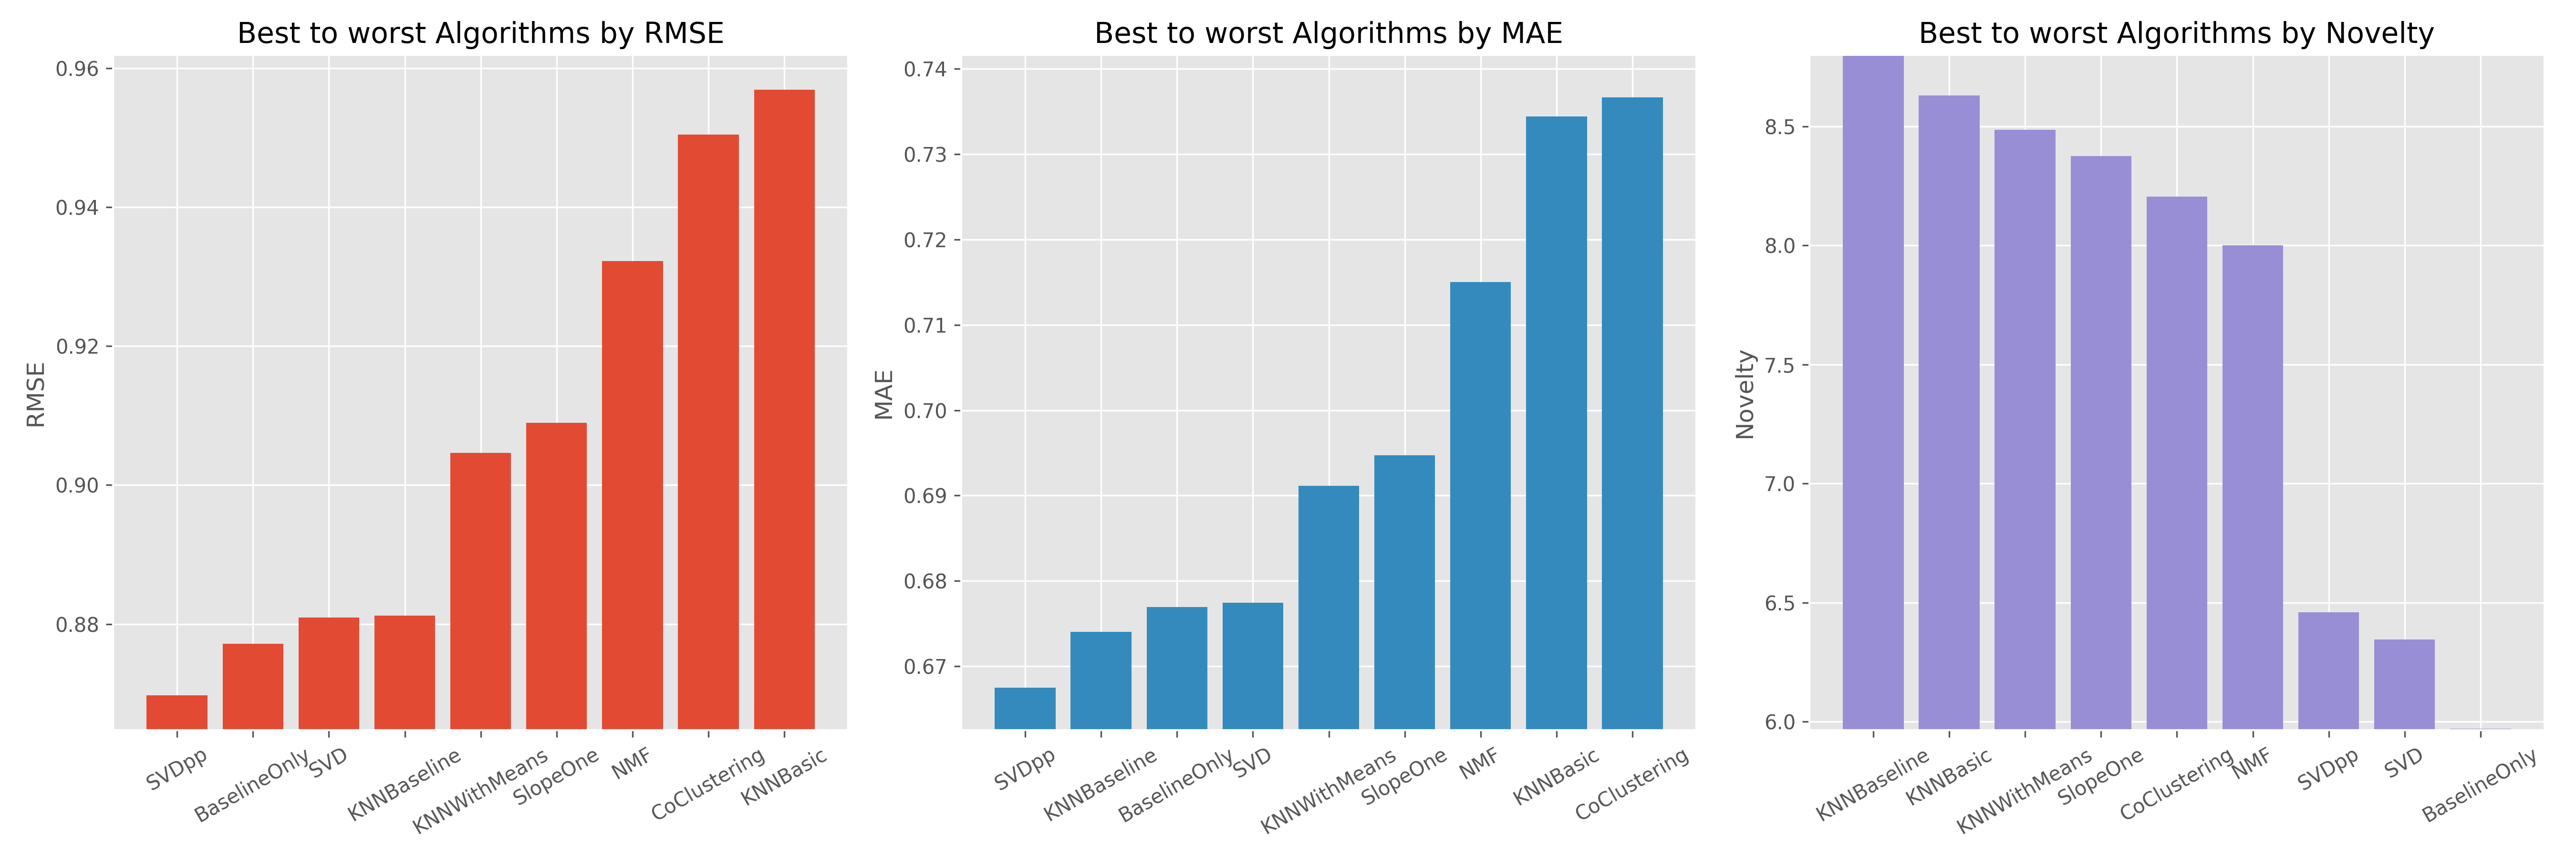 Best to worst Algorithms by RMSE
0.96
0.94
0.92
0.90
0.88
RMSE
SVDpp
BaselineOnly
SVD
KNNBaseline
KNNWithMeans
SlopeOne
NMF
CoClustering
KNNBasic
Best to worst Algorithms by MAE
0.74
0.73
0.72
0.71
0.70
0.69
0.68
0.67
MAE
SVDpp
KNNBaseline
BaselineOnly
SVD
KNNWithMeans
SlopeOne
NMF
KNNBasic
CoClustering
Best to worst Algorithms by Novelty
8.5
8.0
7.5
7.0
6.5
6.0
Novelty
KNNBaseline
KNNBasic
KNNWithMeans
SlopeOne
CoClustering
NMF
SVDpp
SVD
BaselineOnly